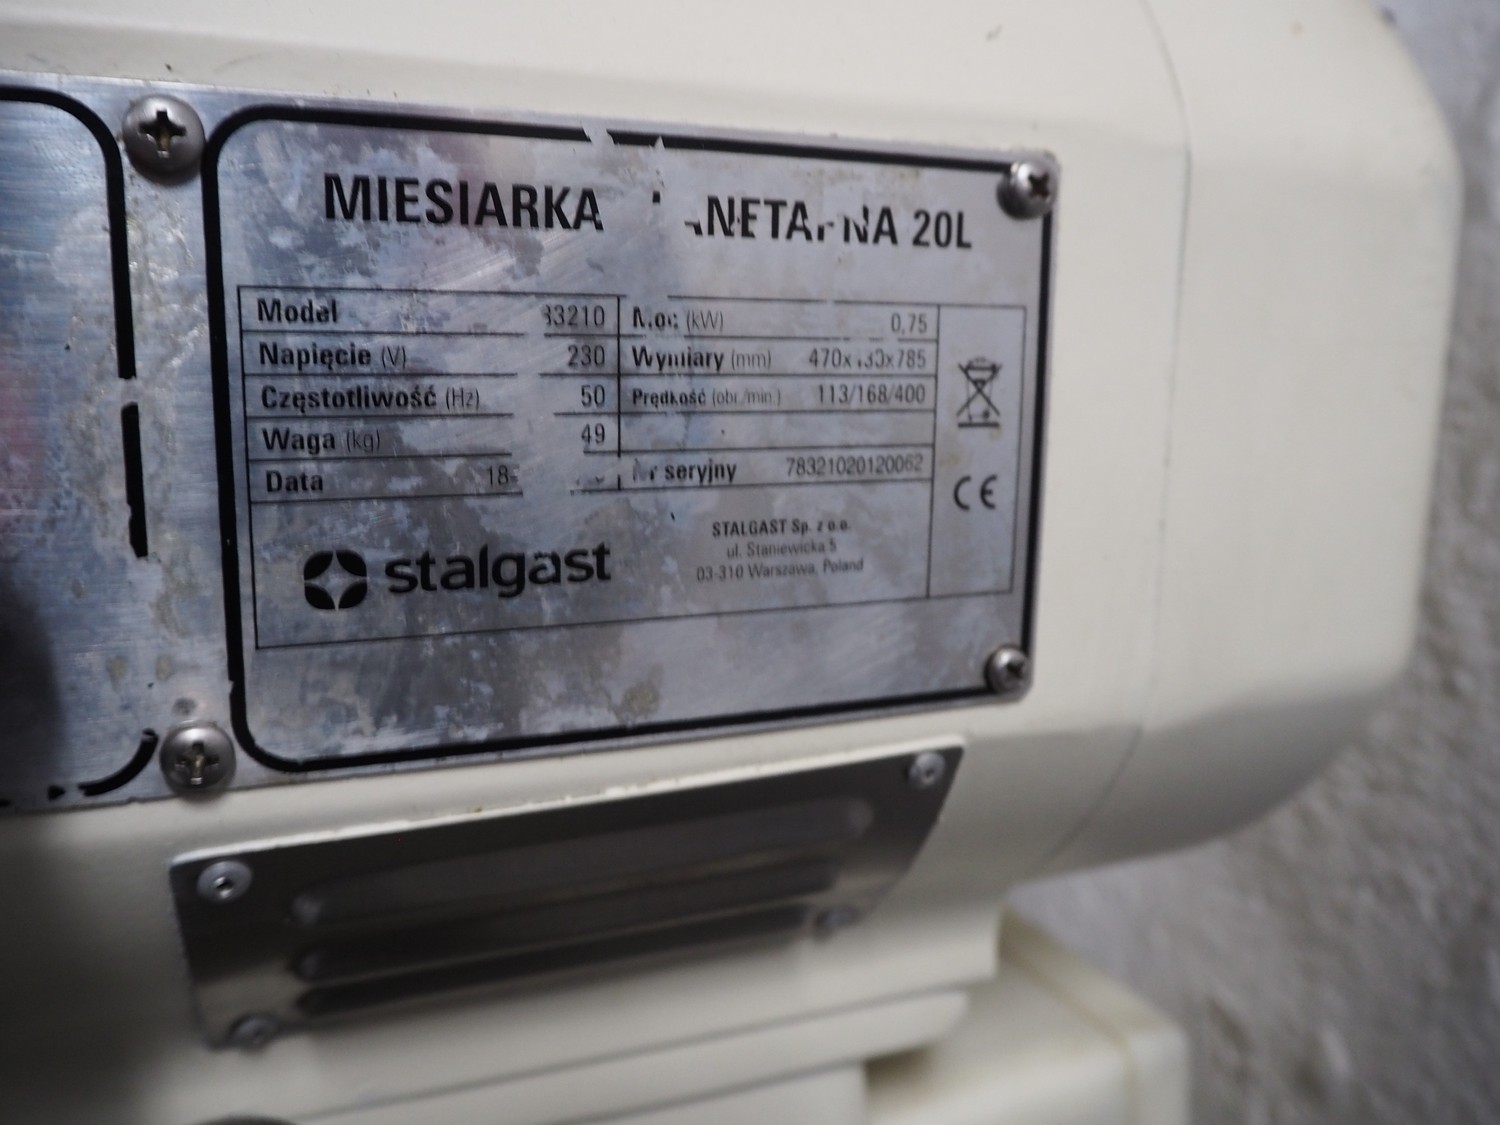 MIESIARKA 20L
Model
Napięcie (V) 230
Częstotliwość (Hz) 50
Waga (kg) 49
Data
Moc (kW) 0,75
Wymiary (mm)
Prędkość (obr./min.) 113/168/400
seryjny 78321020120062
CE
stalgast
STALGAST Sp. z o.o.
ul. Staniewicka 5
03-310 Warszawa, Poland